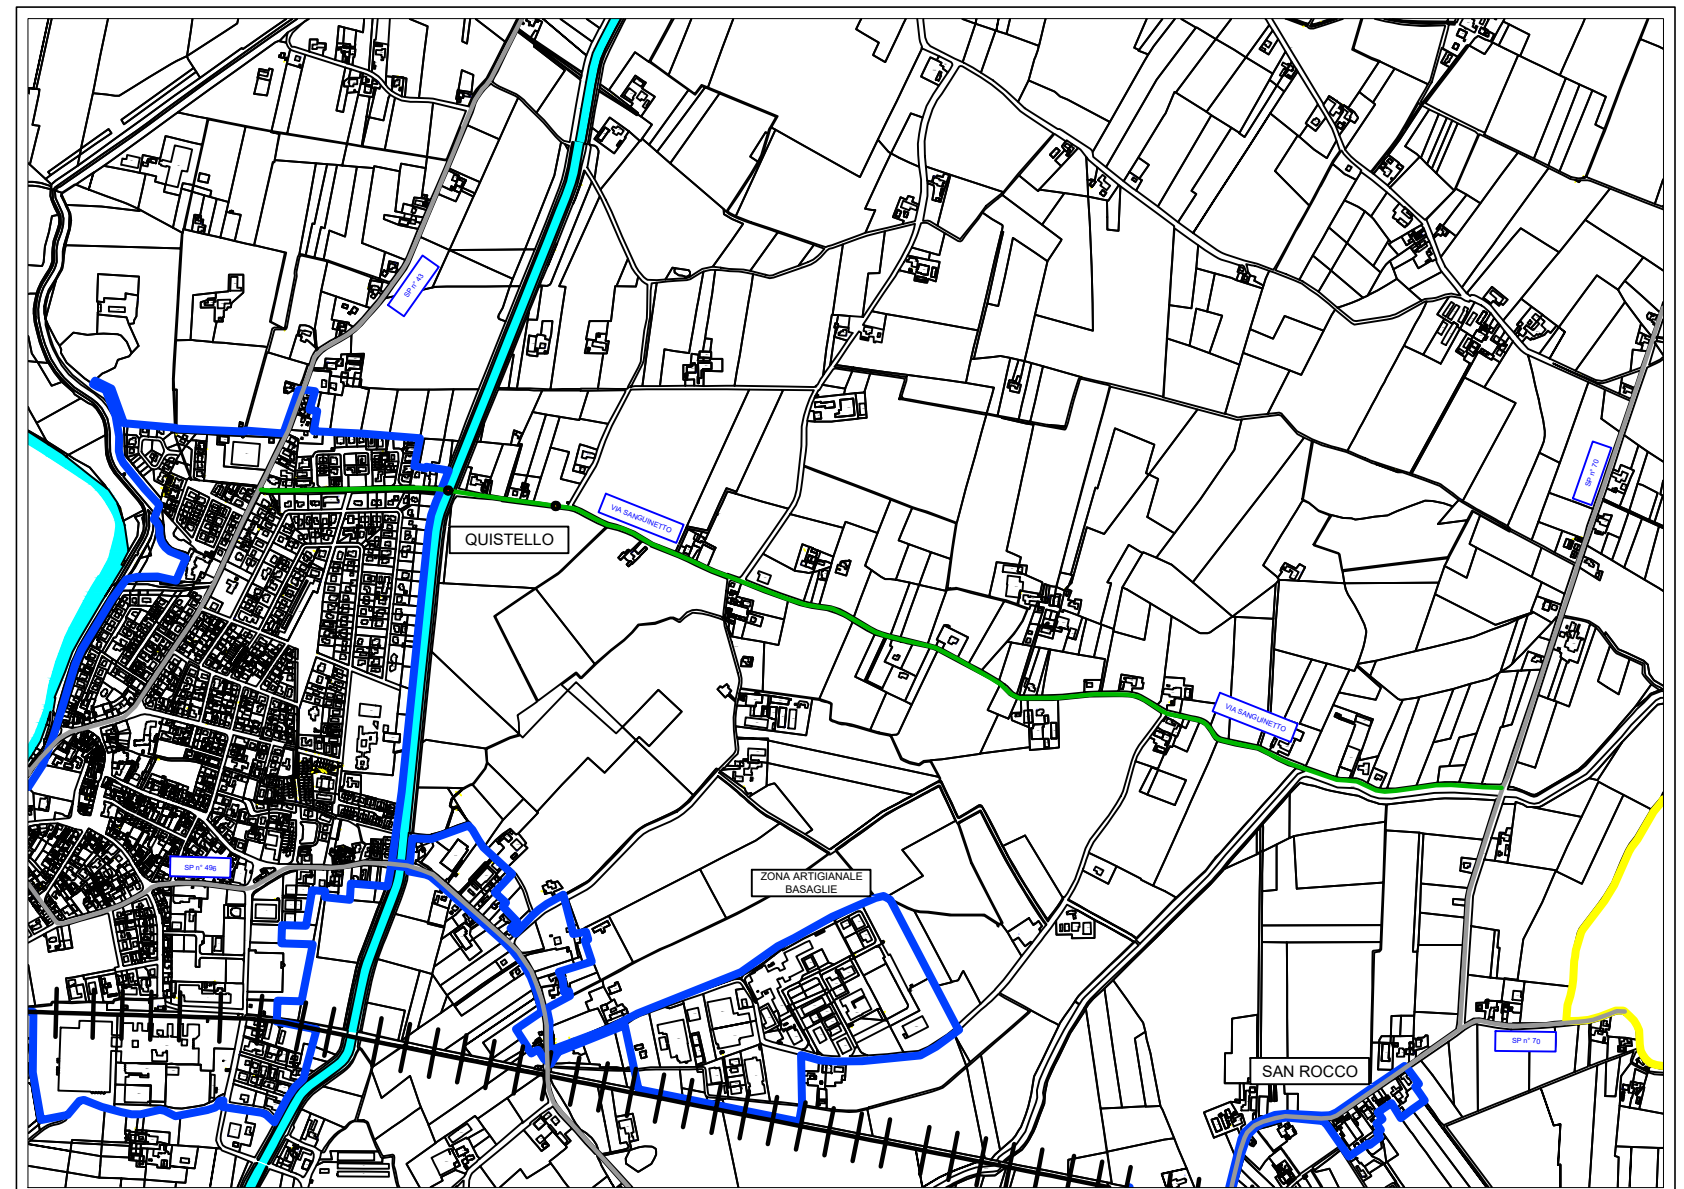 SP n° 43
SP n° 70
VIA SANGUINETTO
QUISTELLO
VIA SANGUINETTO
SP n° 496
ZONA ARTIGIANALE
BASAGLIE
SP n° 70
SAN ROCCO